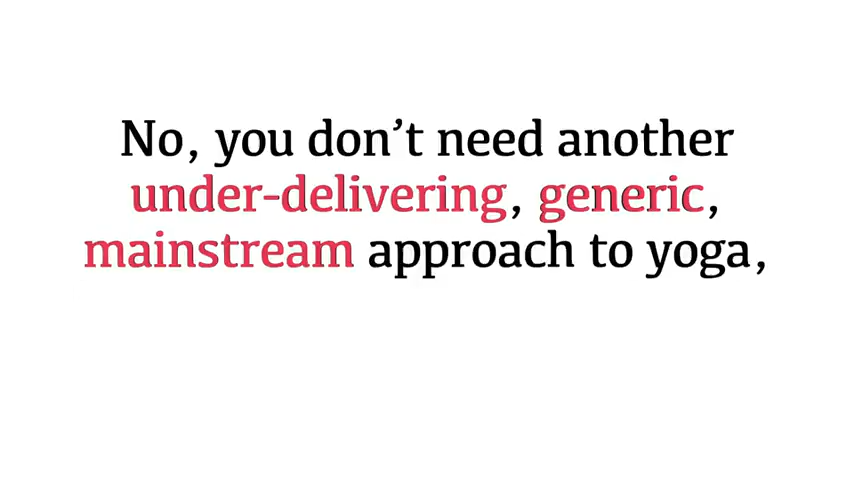 No, you don’t need another
under-delivering, generic,
mainstream approach to yoga,